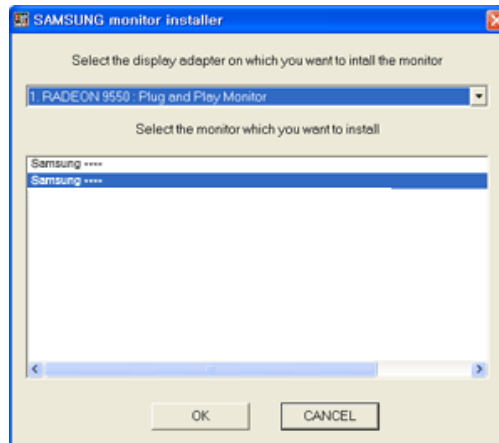 SAMSUNG monitor installer
Select the display adapter on which you want to intall the monitor
1. RADEON 9550 : Plug and Play Monitor
Select the monitor which you want to install
Samsung ----
Samsung ----
OK
CANCEL